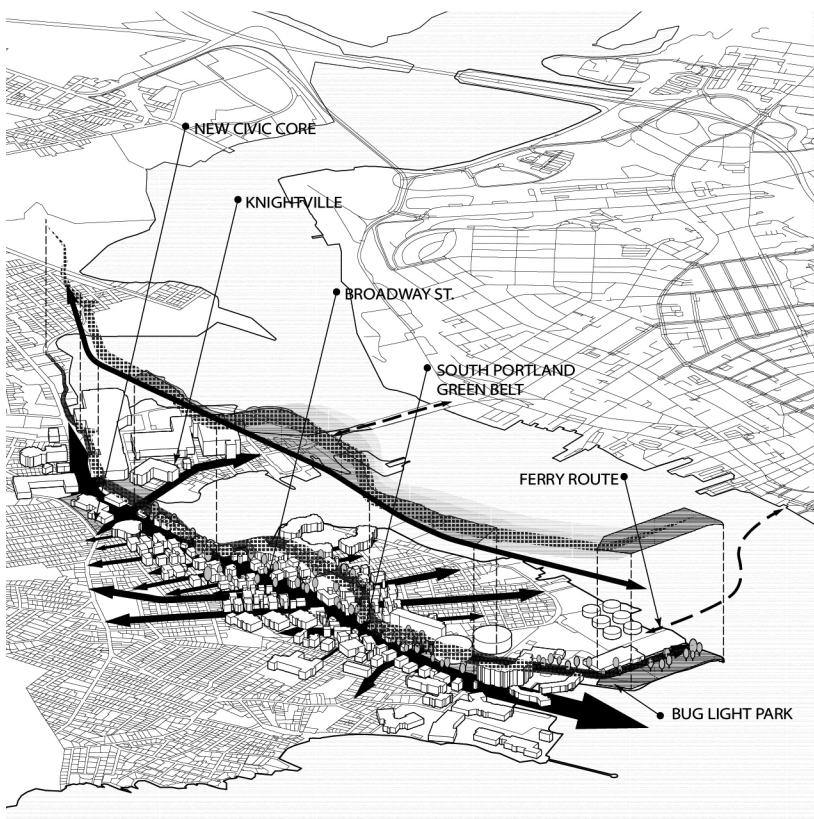 NEW CIVIC CORE
KNIGHTVILLE
BROADWAY ST.
SOUTH PORTLAND
GREEN BELT
FERRY ROUTE
BUG LIGHT PARK